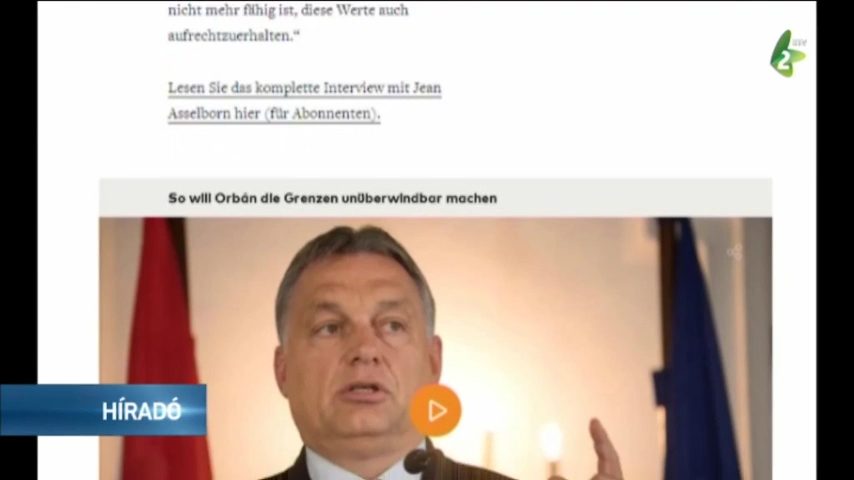 nicht mehr fähig ist, diese Werte auch
aufrechtzuerhalten.“
Lesen Sie das komplette Interview mit Jean
Asselborn hier (für Abonnenten).
So will Orbán die Grenzen unüberwindbar machen
2
HÍRADÓ